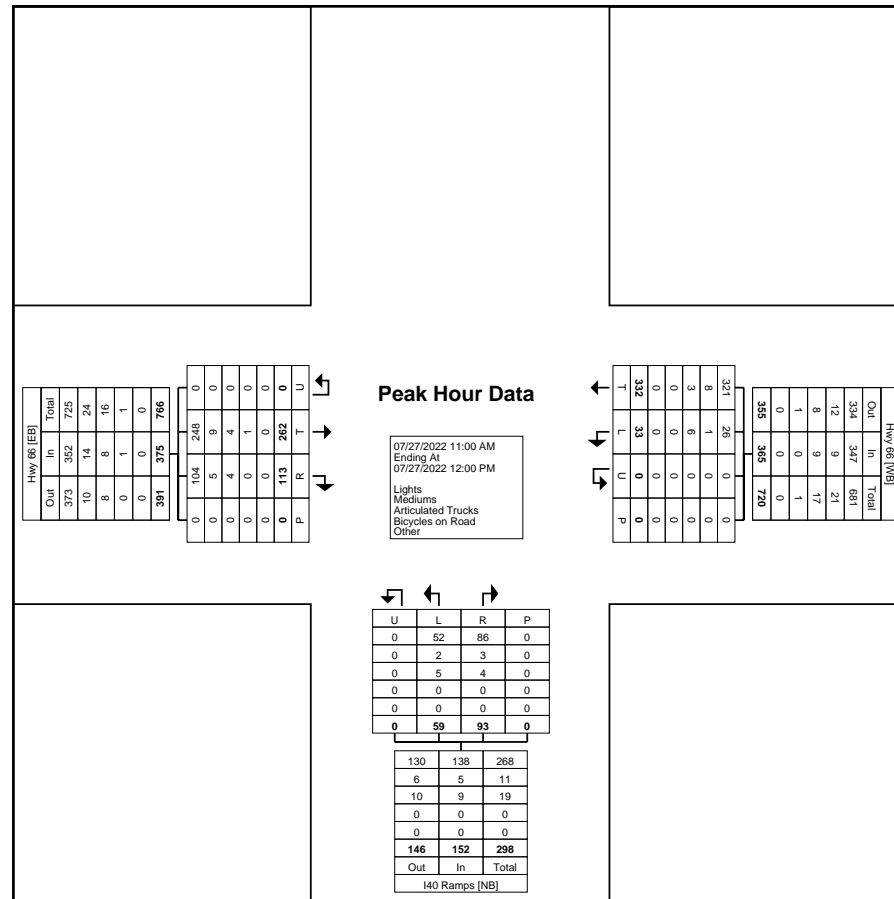 Hwy 66 [EB]
Out In Total
373 352 725
10 14 24
8 8 16
0 1 1
0 0 0
391 375 766
0 104 248 0
0 5 9 0
0 4 4 0
0 0 1 0
0 0 0 0
0 113 262 0
P R T U
Peak Hour Data
07/27/2022 11:00 AM
Ending At
07/27/2022 12:00 PM
Lights
Mediums
Articulated Trucks
Bicycles on Road
Other
Hwy 66 [WB]
Out In Total
334 347 681
12 9 21
8 9 17
1 0 1
0 0 0
355 365 720
321 26 0 0
8 1 0 0
3 6 0 0
0 0 0 0
0 0 0 0
332 33 0 0
T L U P
U L R P
0 52 86 0
0 2 3 0
0 5 4 0
0 0 0 0
0 0 0 0
0 59 93 0
130 138 268
6 5 11
10 9 19
0 0 0
0 0 0
146 152 298
Out In Total
I40 Ramps [NB]